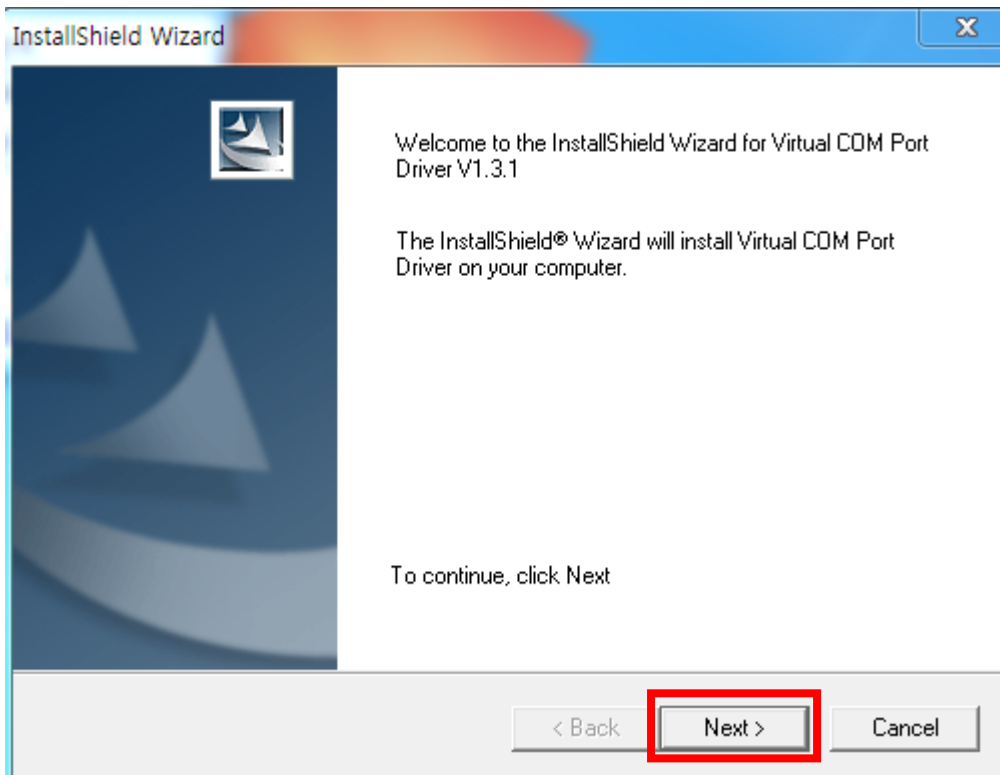 InstallShield Wizard
Welcome to the InstallShield Wizard for Virtual COM Port
Driver V1.3.1
The InstallShield® Wizard will install Virtual COM Port
Driver on your computer.
To continue, click Next
< Back
Next >
Cancel